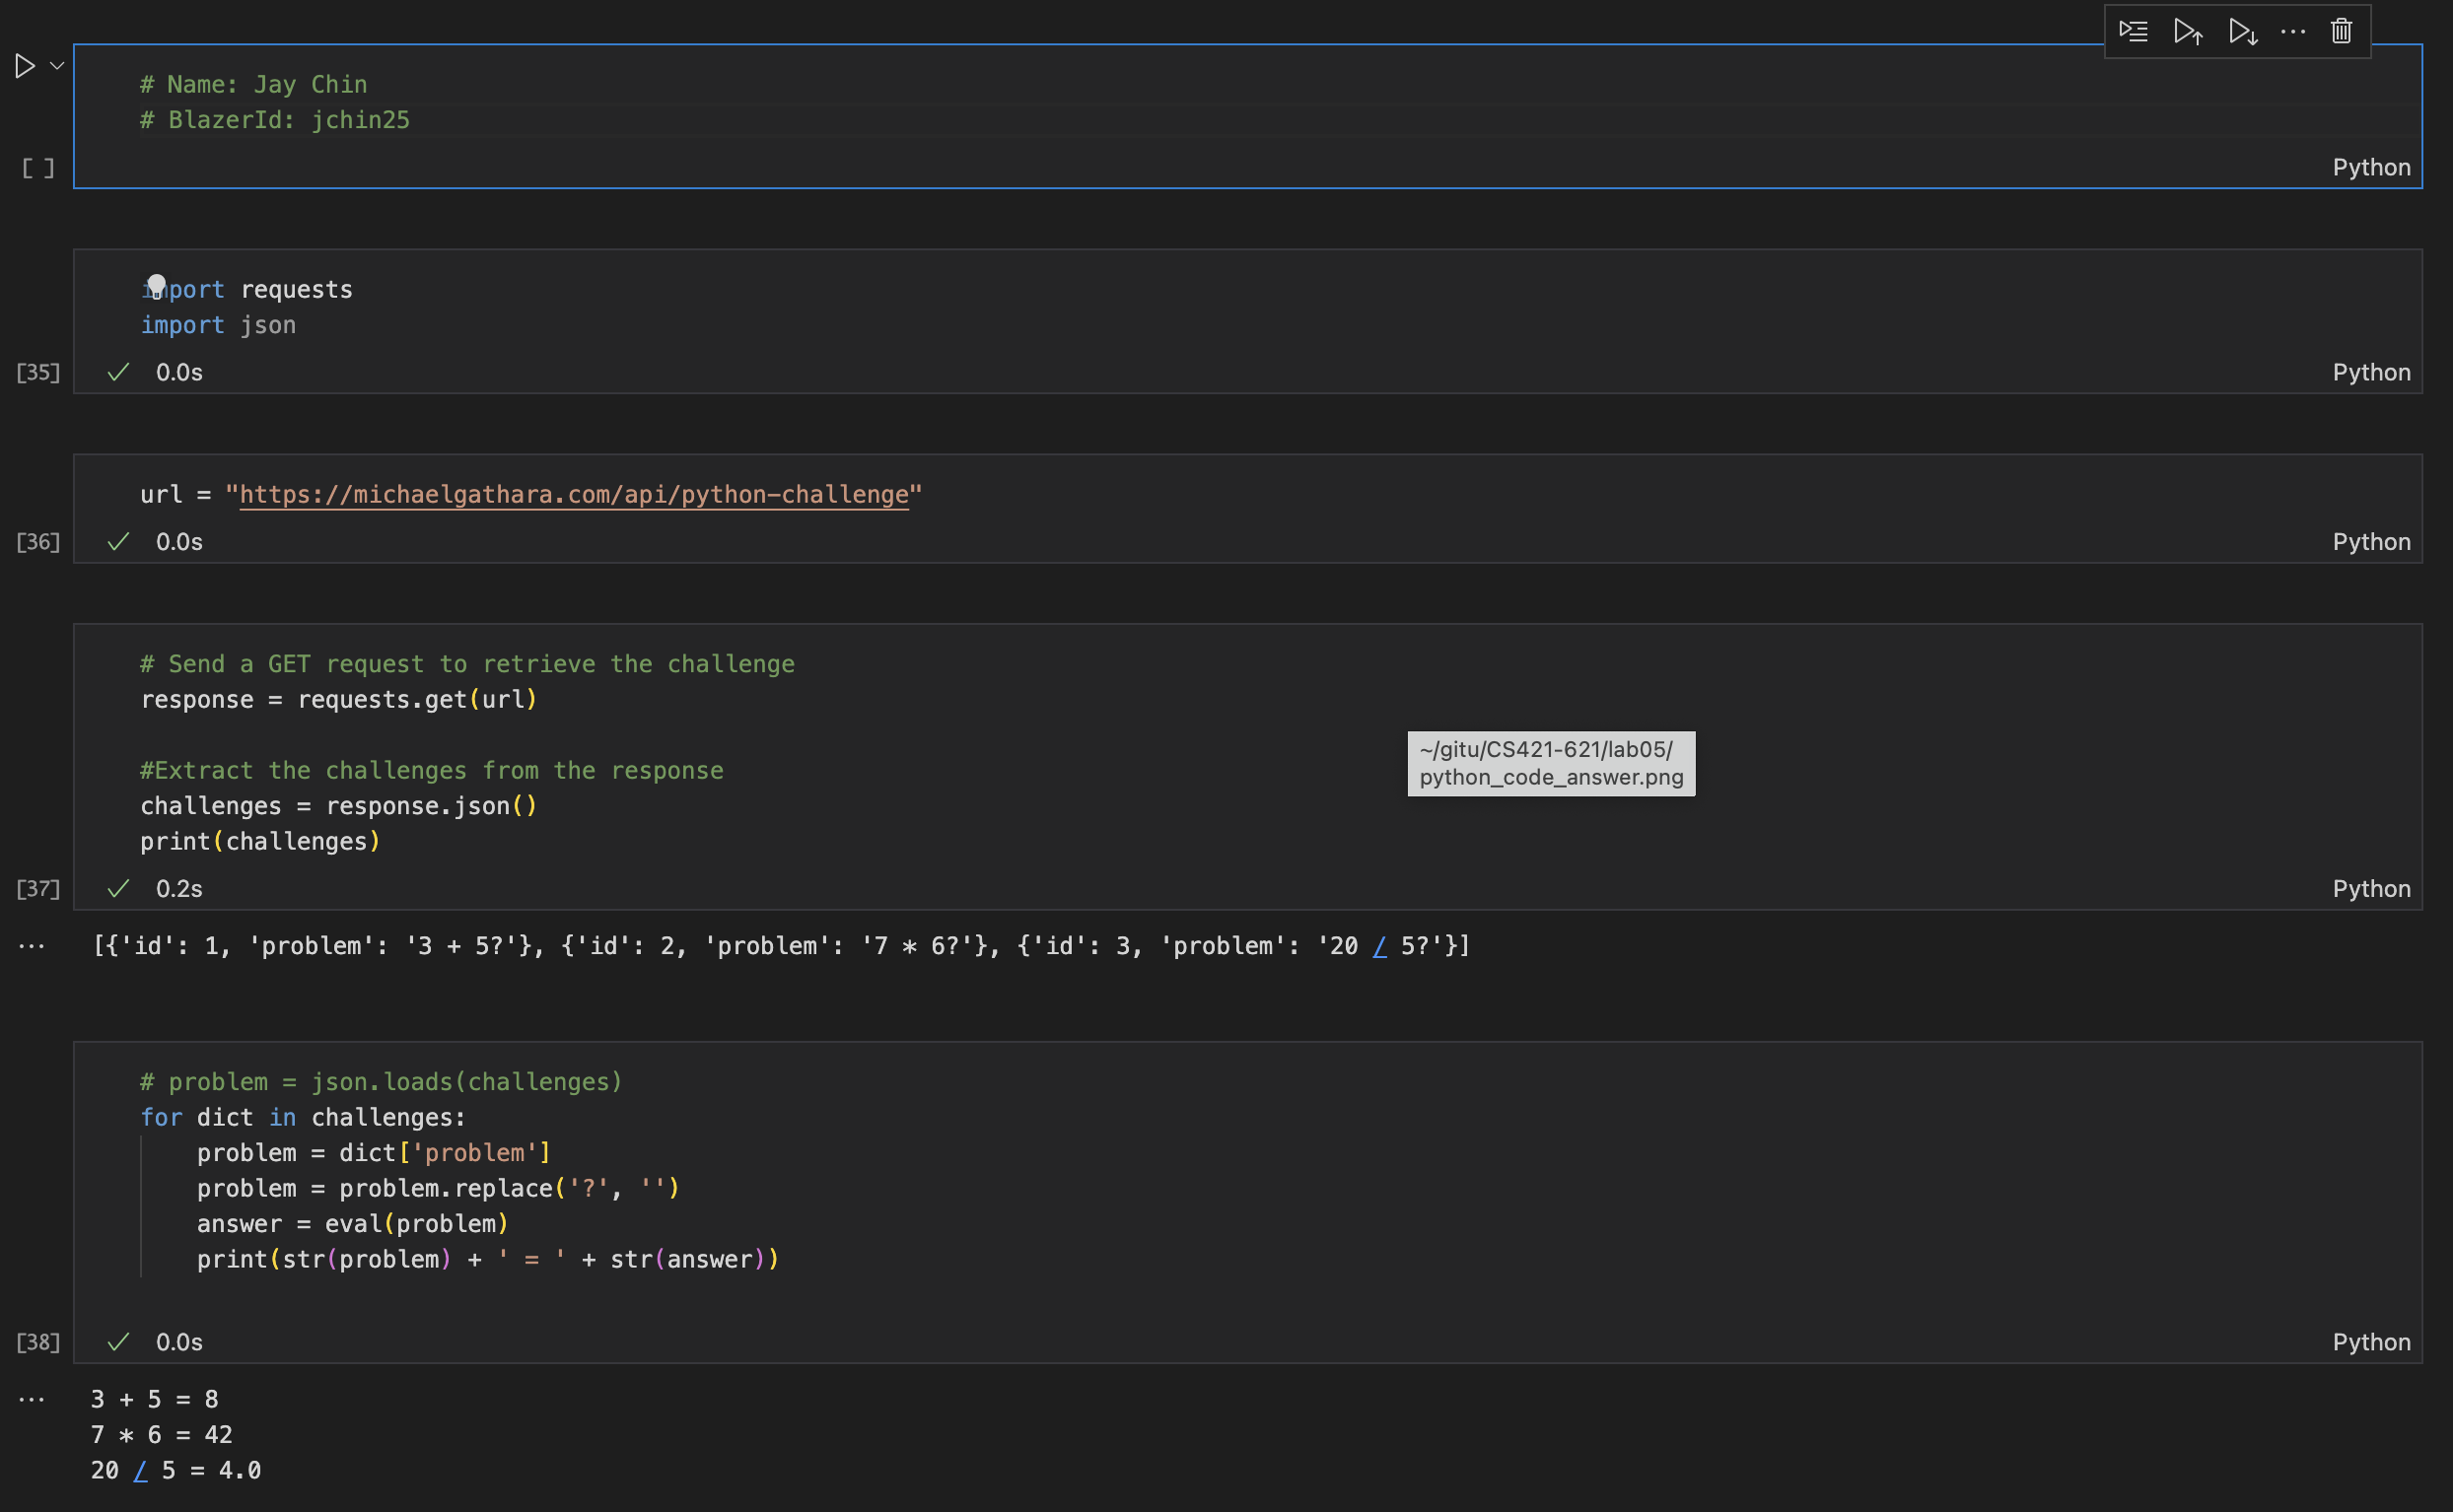 # Name: Jay Chin
# BlazerId: jchin25
[ ]
Python
import requests
import json
[35]
0.0s
Python
url = "https://michaelgathara.com/api/python-challenge"
[36]
0.0s
Python
# Send a GET request to retrieve the challenge
response = requests.get(url)
~/gitu/CS421-621/lab05/
python_code_answer.png
#Extract the challenges from the response
challenges = response.json()
print(challenges)
[37]
0.2s
Python
... [{'id': 1, 'problem': '3 + 5?'}, {'id': 2, 'problem': '7 * 6?'}, {'id': 3, 'problem': '20 / 5?'}]
# problem = json.loads(challenges)
for dict in challenges:
    problem = dict['problem']
    problem = problem.replace('?', '')
    answer = eval(problem)
    print(str(problem) + ' = ' + str(answer))
[38]
0.0s
Python
... 3 + 5 = 8
7 * 6 = 42
20 / 5 = 4.0